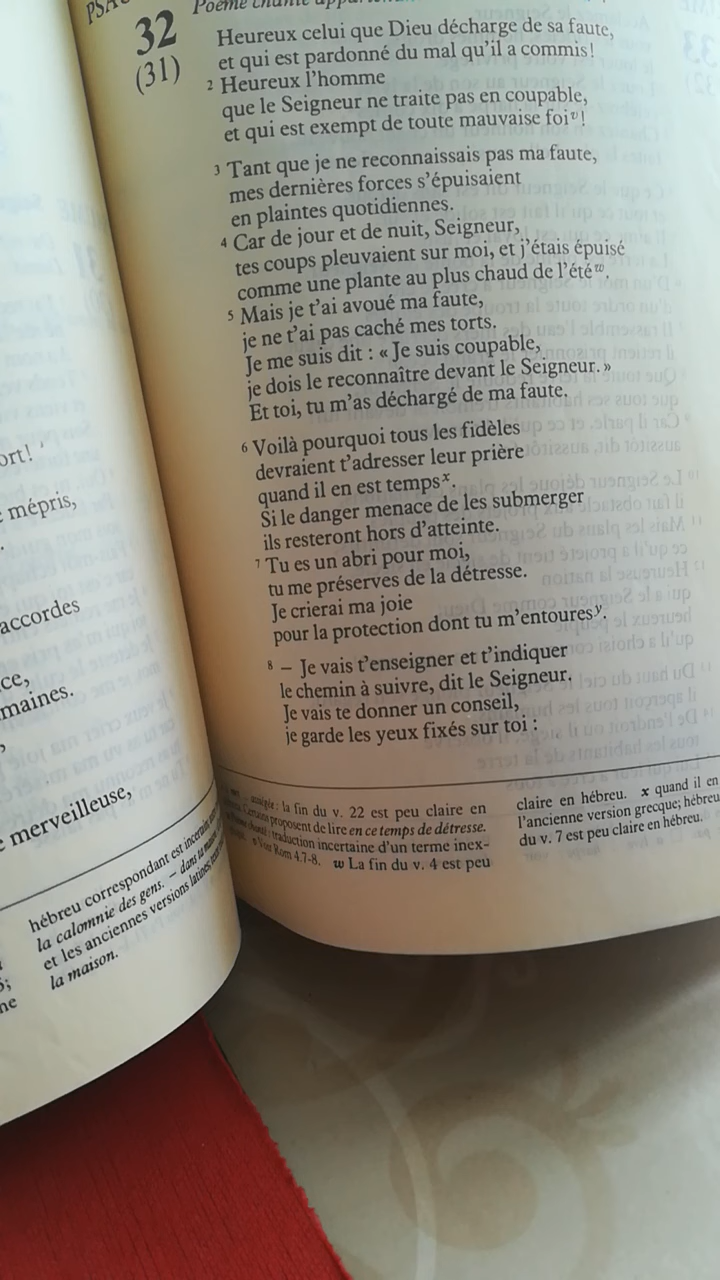 ort!
mépris,
accordes
ce,
maines.
merveilleuse,
hébreu correspondant est incertain
la calomnie des gens. – dans ta
et les anciennes versions latines,
la maison.
PSA
Poème chanté
32
(31)
Heureux celui que Dieu décharge de sa faute,
et qui est pardonné du mal qu'il a commis!
2 Heureux l'homme
que le Seigneur ne traite pas en coupable,
et qui est exempt de toute mauvaise foiv!
3 Tant que je ne reconnaissais pas ma faute,
mes dernières forces s'épuisaient
en plaintes quotidiennes.
4 Car de jour et de nuit, Seigneur,
tes coups pleuvaient sur moi, et j'étais épuisé
comme une plante au plus chaud de l'étéw.
5 Mais je t'ai avoué ma faute,
je ne t'ai pas caché mes torts.
Je me suis dit : « Je suis coupable,
je dois le reconnaître devant le Seigneur. »
Et toi, tu m'as déchargé de ma faute.
6 Voilà pourquoi tous les fidèles
devraient t'adresser leur prière
quand il en est tempsx.
Si le danger menace de les submerger
ils resteront hors d'atteinte.
7 Tu es un abri pour moi,
tu me préserves de la détresse.
Je crierai ma joie
pour la protection dont tu m'entouresy.
8 – Je vais t'enseigner et t'indiquer
le chemin à suivre, dit le Seigneur.
Je vais te donner un conseil,
je garde les yeux fixés sur toi :
la fin du v. 22 est peu claire en
proposent de lire en ce temps de détresse.
traduction incertaine d'un terme inex-
Rom 4.7-8. w La fin du v. 4 est peu
claire en hébreu. x quand il en
l'ancienne version grecque; hébreu
du v. 7 est peu claire en hébreu.